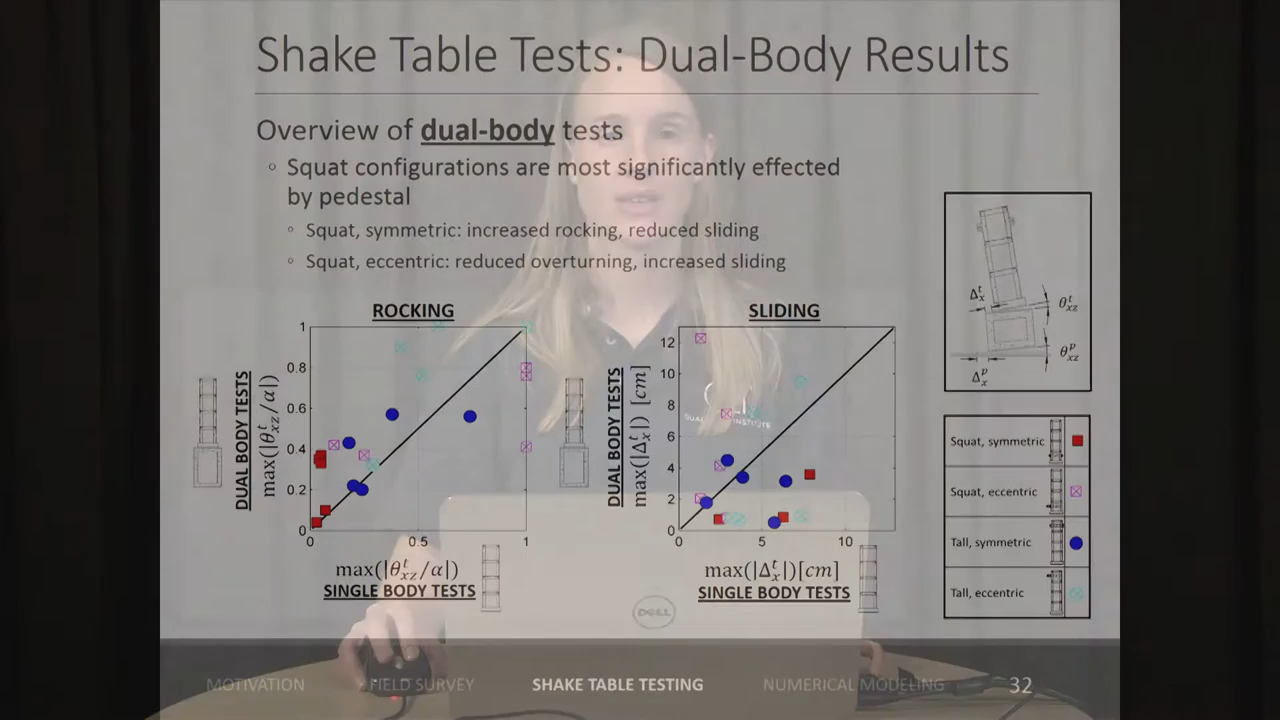 Shake Table Tests: Dual-Body Results
Overview of dual-body tests
Squat configurations are most significantly effected
by pedestal
Squat, symmetric: increased rocking, reduced sliding
Squat, eccentric: reduced overturning, increased sliding
ROCKING
1
0.8
0.6
0.4
0.2
0
0
0.5
1
DUAL BODY TESTS
max(|θᵗxz/α|)
max(|θᵗxz/α|)
SINGLE BODY TESTS
SLIDING
12
10
8
6
4
2
0
0
5
10
DUAL BODY TESTS
max(|Δᵗx|) [cm]
max(|Δᵗx|)[cm]
SINGLE BODY TESTS
Δᵗx
θᵗxz
θᵖxz
Δᵖx
Squat, symmetric
Squat, eccentric
Tall, symmetric
Tall, eccentric
DELL
MOTIVATION
FIELD SURVEY
SHAKE TABLE TESTING
NUMERICAL MODELING
32